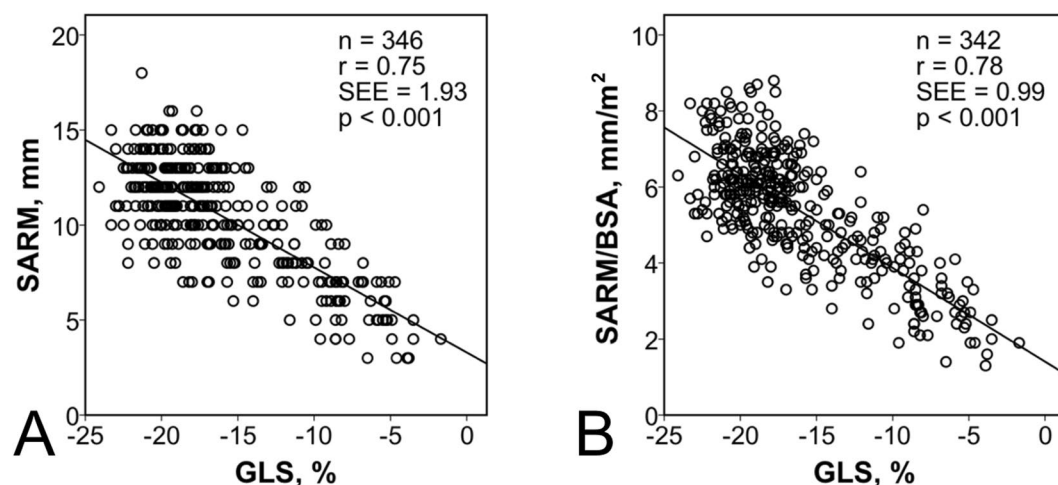 20
15
10
5
0
-25 -20 -15 -10 -5 0
SARM, mm
GLS, %
n = 346
r = 0.75
SEE = 1.93
p < 0.001
A
10
8
6
4
2
0
-25 -20 -15 -10 -5 0
SARM/BSA, mm/m²
GLS, %
n = 342
r = 0.78
SEE = 0.99
p < 0.001
B